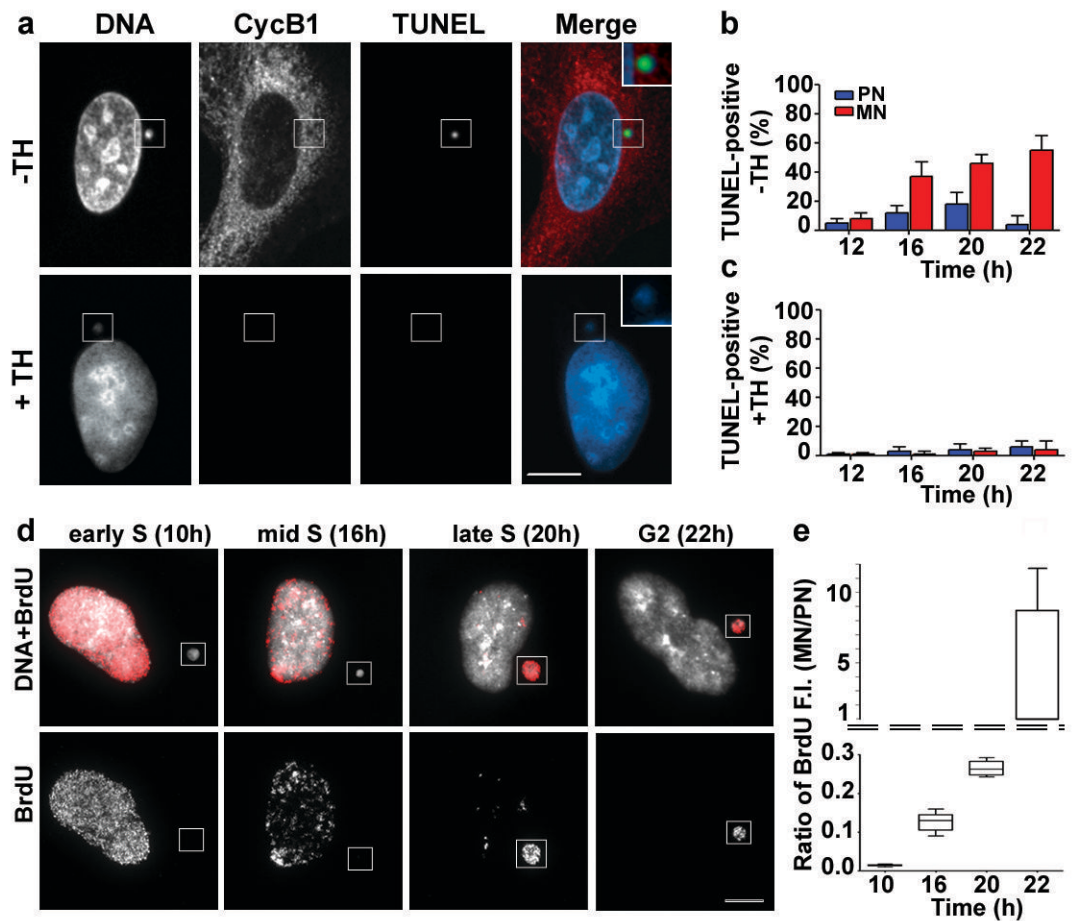 a
DNA CycB1 TUNEL Merge
-TH
+ TH
b
TUNEL-positive
-TH (%)
100
80
60
40
20
0
PN
MN
12 16 20 22
Time (h)
c
TUNEL-positive
+TH (%)
100
80
60
40
20
0
12 16 20 22
Time (h)
d
early S (10h) mid S (16h) late S (20h) G2 (22h)
DNA+BrdU
BrdU
e
Ratio of BrdU F.I. (MN/PN)
10
5
1
0.3
0.2
0.1
0.0
10 16 20 22
Time (h)